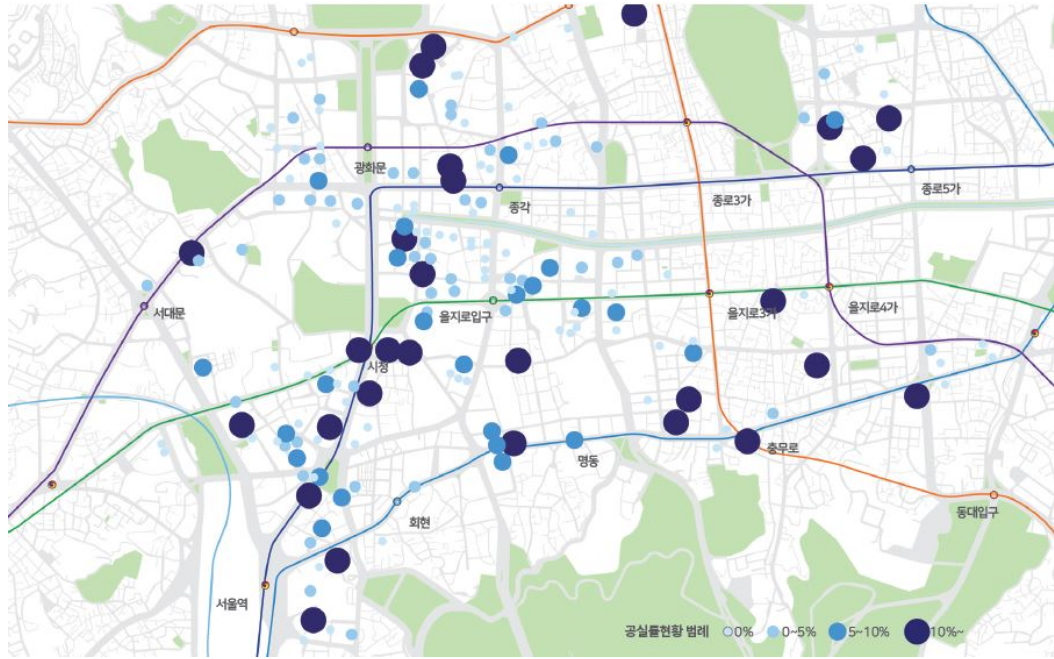 광화문
종각
종로3가
종로5가
서대문
을지로입구
을지로3가
을지로4가
시청
명동
충무로
회현
동대입구
서울역
공실률현황 범례 0% 0~5% 5~10% 10%~